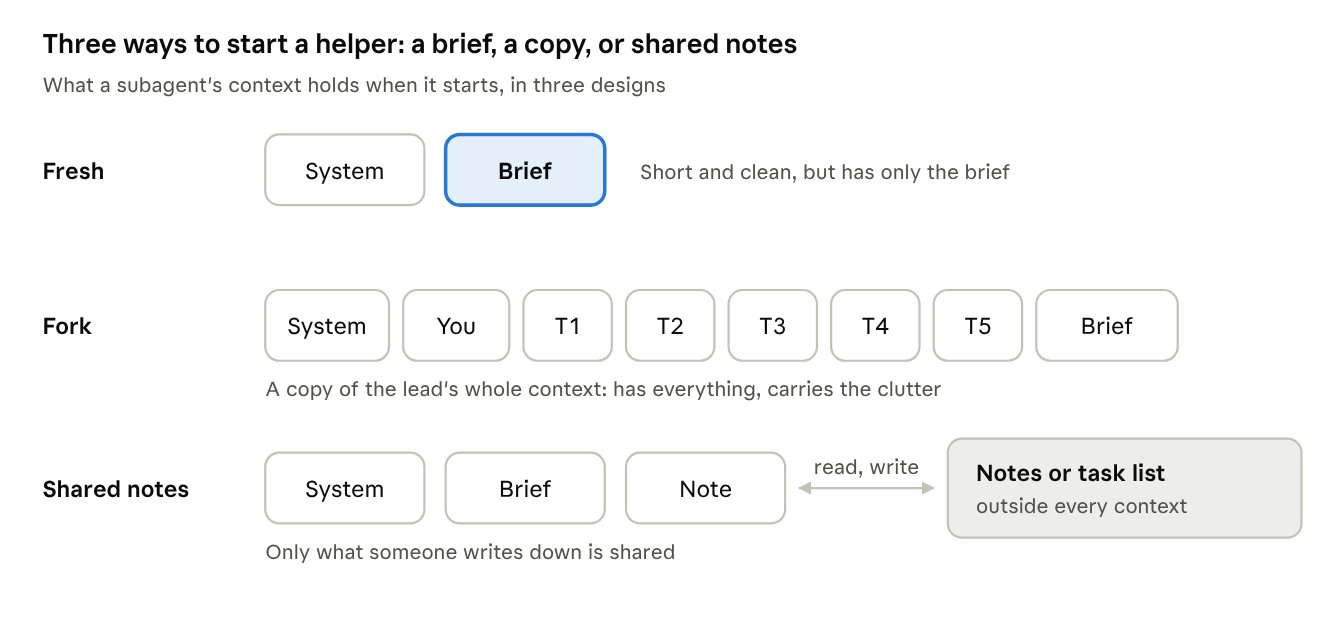 Three ways to start a helper: a brief, a copy, or shared notes
What a subagent's context holds when it starts, in three designs
Fresh
System
Brief
Short and clean, but has only the brief
Fork
System
You
T1
T2
T3
T4
T5
Brief
A copy of the lead's whole context: has everything, carries the clutter
Shared notes
System
Brief
Note
read, write
Notes or task list
outside every context
Only what someone writes down is shared